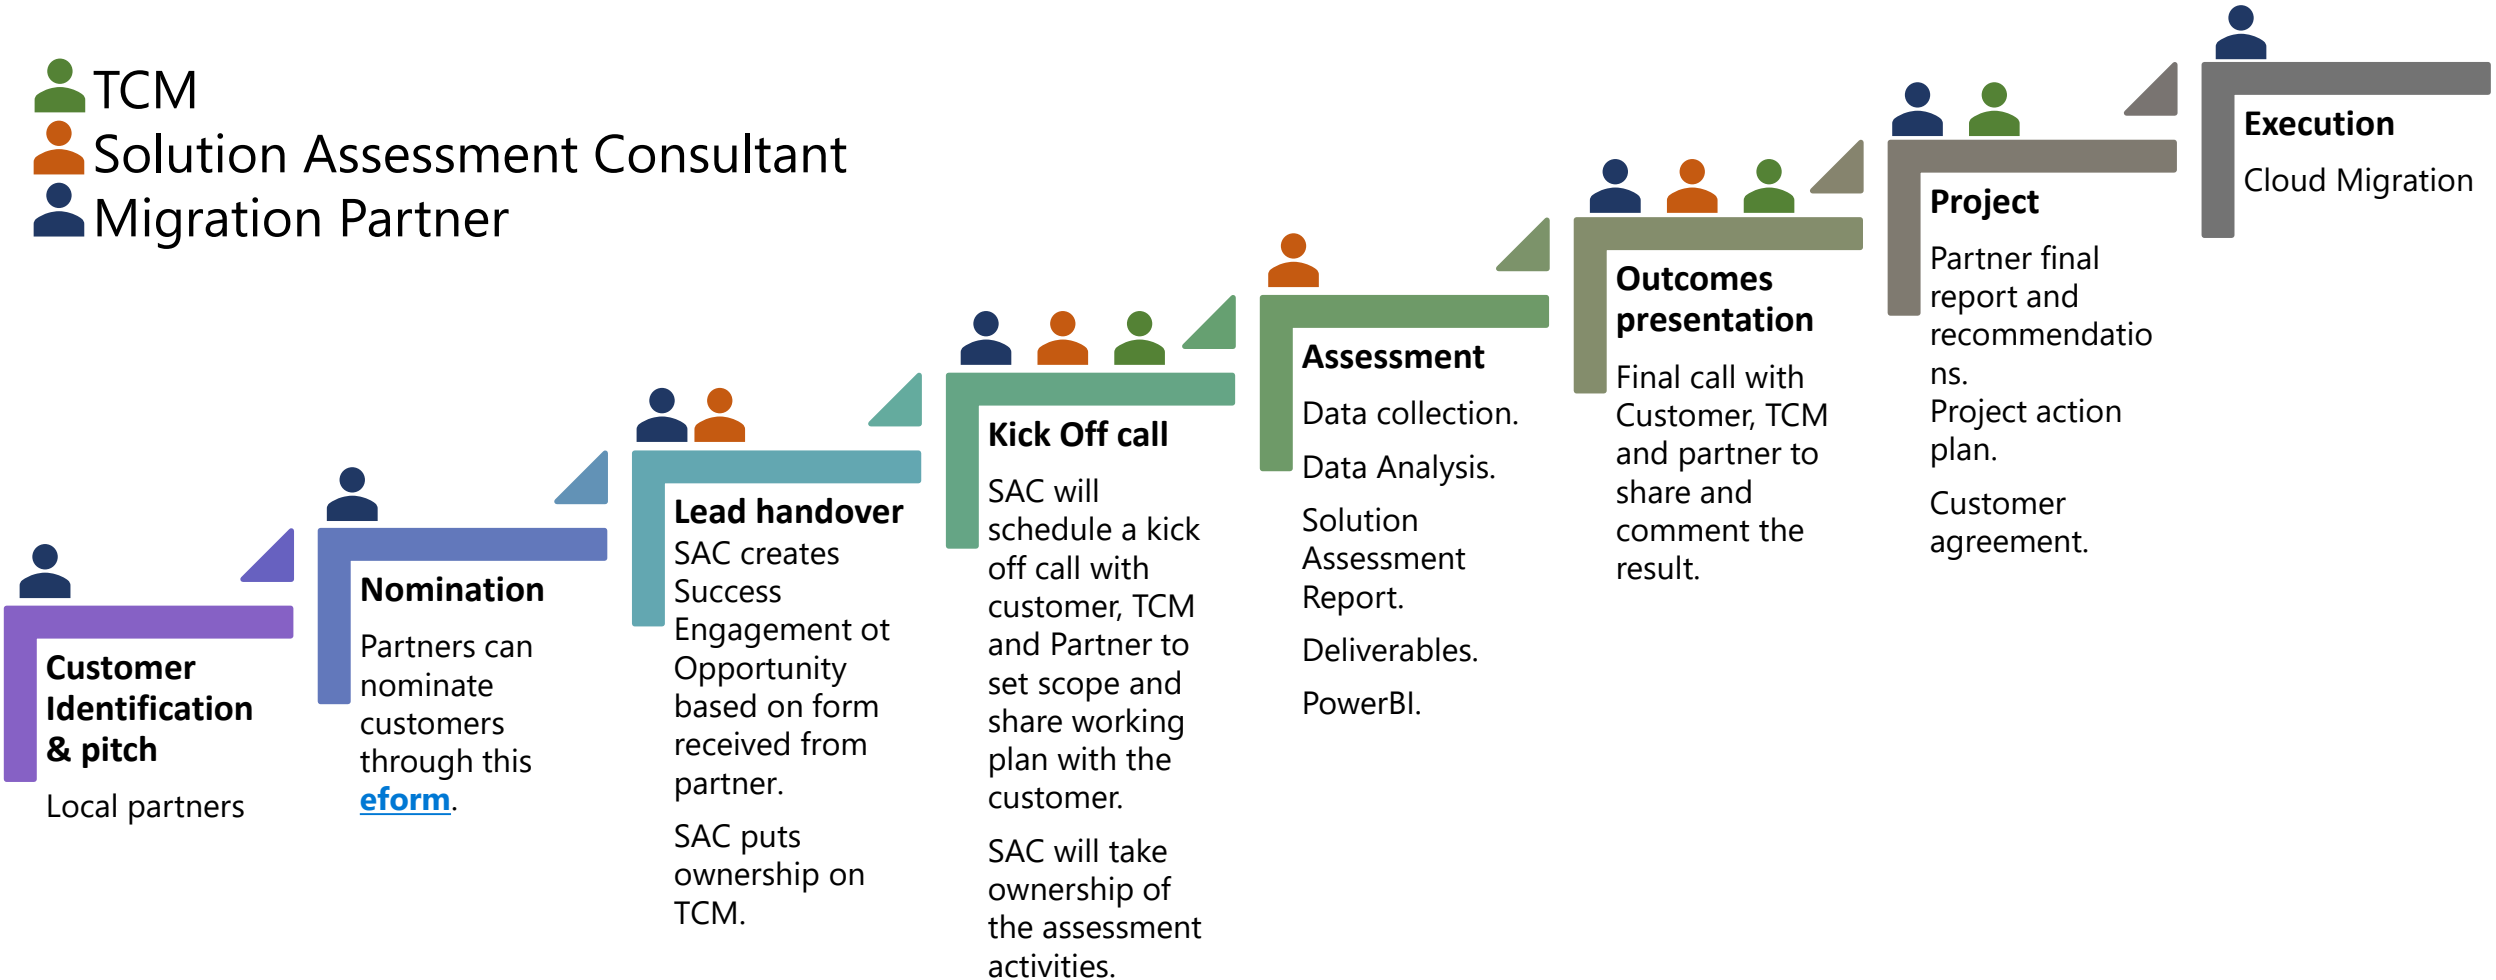 TCM
Solution Assessment Consultant
Migration Partner
Customer
Identification
& pitch
Local partners
Nomination
Partners can
nominate
customers
through this
eform.
Lead handover
SAC creates
Success
Engagement ot
Opportunity
based on form
received from
partner.
SAC puts
ownership on
TCM.
Kick Off call
SAC will
schedule a kick
off call with
customer, TCM
and Partner to
set scope and
share working
plan with the
customer.
SAC will take
ownership of
the assessment
activities.
Assessment
Data collection.
Data Analysis.
Solution
Assessment
Report.
Deliverables.
PowerBI.
Outcomes
presentation
Final call with
Customer, TCM
and partner to
share and
comment the
result.
Project
Partner final
report and
recommendatio
ns.
Project action
plan.
Customer
agreement.
Execution
Cloud Migration